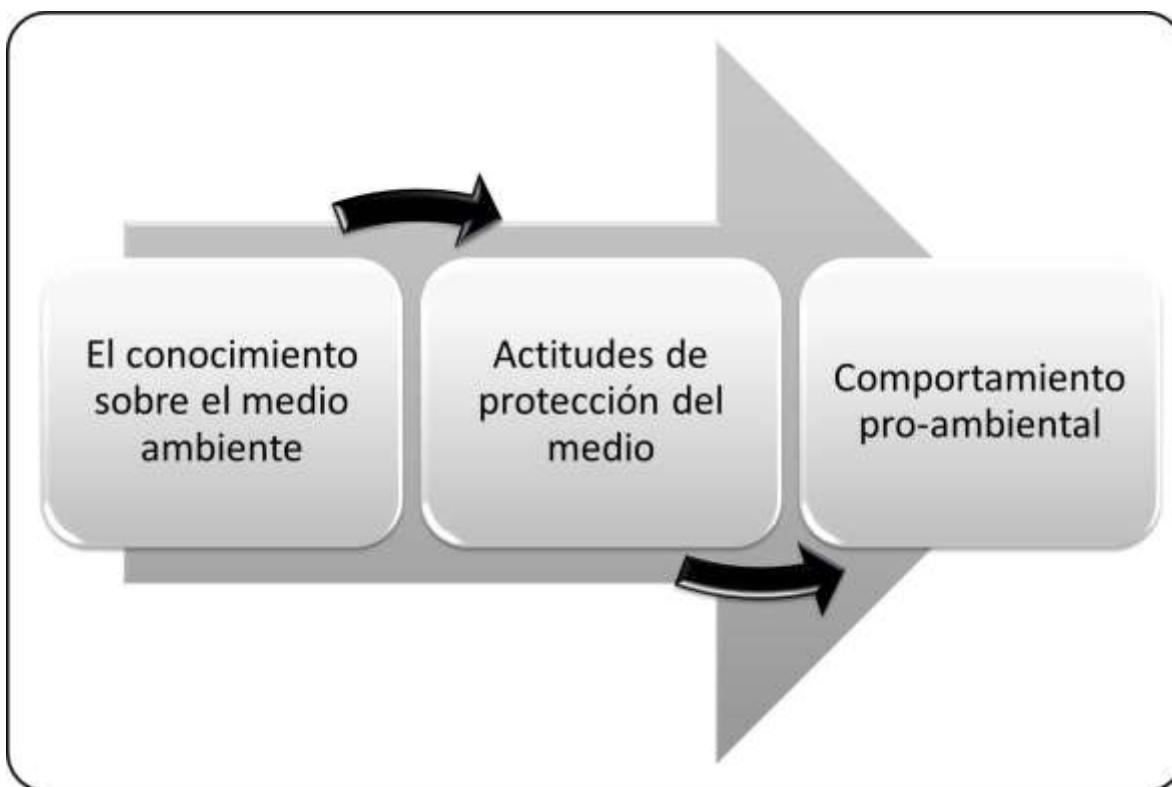 El conocimiento
sobre el medio
ambiente
Actitudes de
protección del
medio
Comportamiento
pro-ambiental